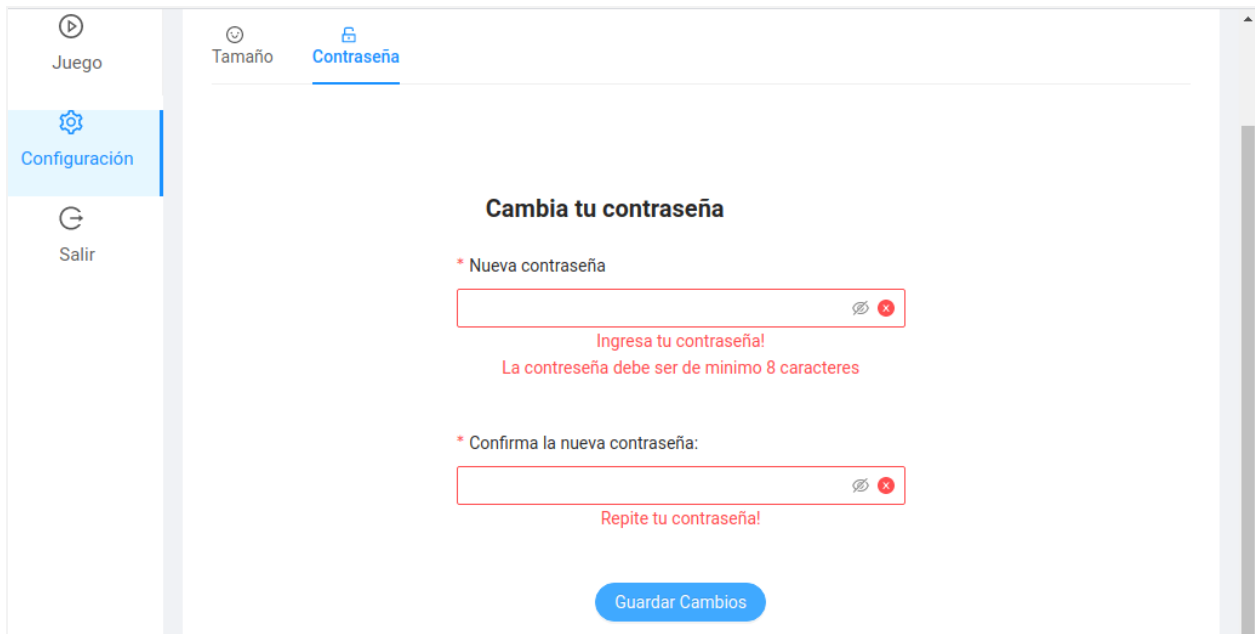 Juego
Configuración
Salir
Tamaño
Contraseña
Cambia tu contraseña
* Nueva contraseña
Ingresa tu contraseña!
La contreseña debe ser de minimo 8 caracteres
* Confirma la nueva contraseña:
Repite tu contraseña!
Guardar Cambios